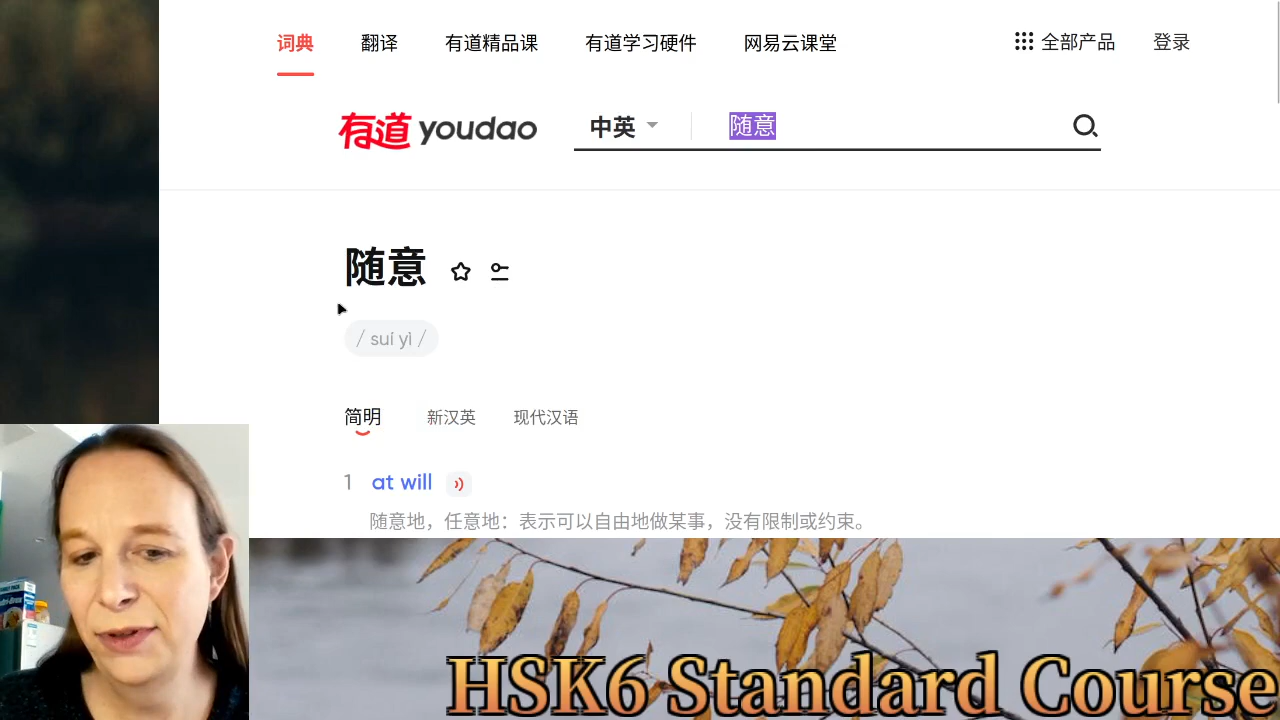 词典 翻译 有道精品课 有道学习硬件 网易云课堂 全部产品 登录
有道 youdao 中英 随意
随意
/ suí yì /
简明 新汉英 现代汉语
1 at will
随意地，任意地：表示可以自由地做某事，没有限制或约束。
HSK6 Standard Course